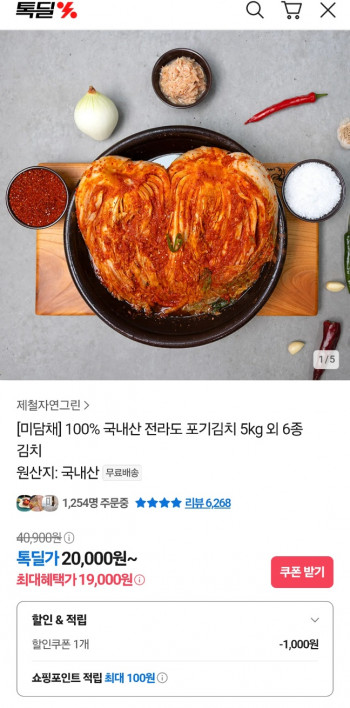 톡딜
1/5
제철자연그린 >
[미담채] 100% 국내산 전라도 포기김치 5kg 외 6종
김치
원산지: 국내산 무료배송
1,254명 주문중 ★★★★ 리뷰 6,268
40,900원
톡딜가 20,000원~
최대혜택가 19,000원
쿠폰 받기
할인 & 적립
할인쿠폰 1개 -1,000원
쇼핑포인트 적립 최대 100원